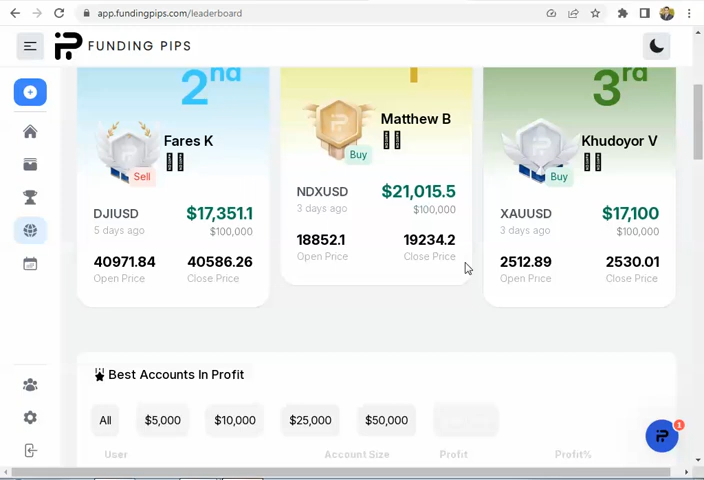 app.fundingpips.com/leaderboard
FUNDING PIPS
2nd
Fares K
Sell
DJIUSD
$17,351.1
5 days ago
$100,000
40971.84
40586.26
Open Price
Close Price
Matthew B
Buy
NDXUSD
$21,015.5
3 days ago
$100,000
18852.1
19234.2
Open Price
Close Price
3rd
Khudoyor V
Buy
XAUUSD
$17,100
3 days ago
$100,000
2512.89
2530.01
Open Price
Close Price
Best Accounts In Profit
All
$5,000
$10,000
$25,000
$50,000
User
Account Size
Profit
Profit%
1